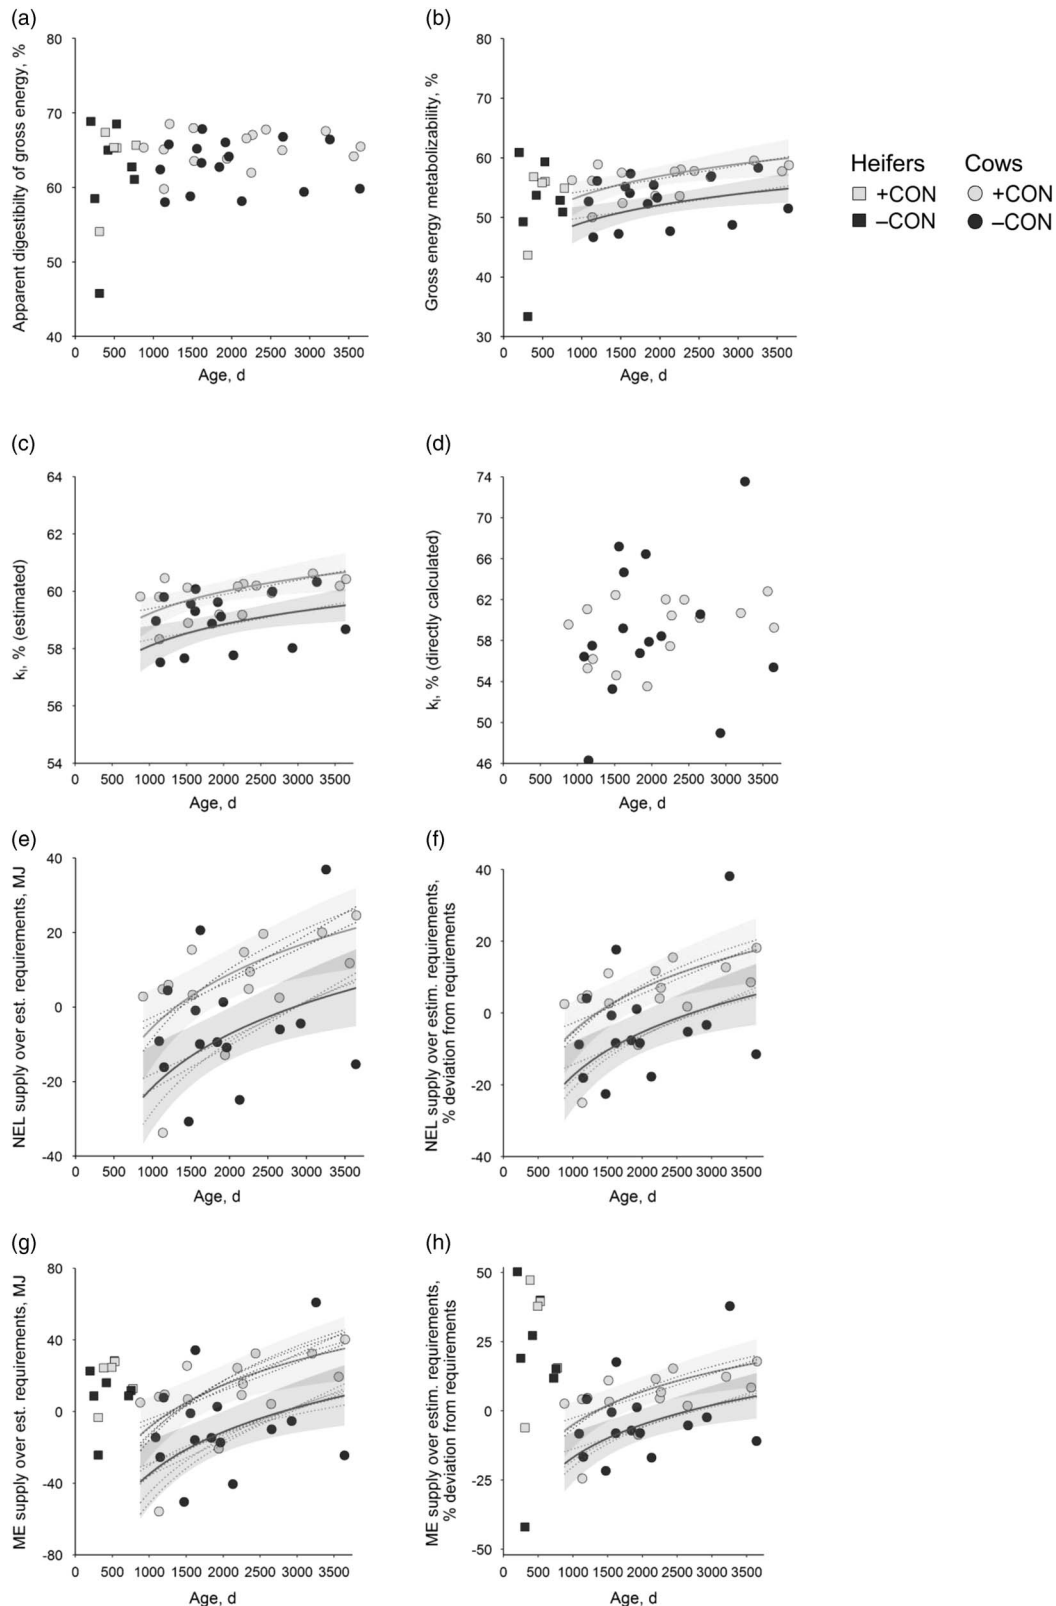 (a)
Apparent digestibility of gross energy, %
80
70
60
50
40
0 500 1000 1500 2000 2500 3000 3500
Age, d
(b)
Gross energy metabolizability, %
80
70
60
50
40
30
0 500 1000 1500 2000 2500 3000 3500
Age, d
Heifers Cows
+CON +CON
–CON –CON
(c)
kl, % (estimated)
64
62
60
58
56
54
0 500 1000 1500 2000 2500 3000 3500
Age, d
(d)
kl, % (directly calculated)
74
70
66
62
58
54
50
46
0 500 1000 1500 2000 2500 3000 3500
Age, d
(e)
NEL supply over est. requirements, MJ
40
20
0
-20
-40
0 500 1000 1500 2000 2500 3000 3500
Age, d
(f)
NEL supply over estim. requirements,
% deviation from requirements
40
20
0
-20
-40
0 500 1000 1500 2000 2500 3000 3500
Age, d
(g)
ME supply over est. requirements, MJ
80
40
0
-40
-80
0 500 1000 1500 2000 2500 3000 3500
Age, d
(h)
ME supply over estim. requirements,
% deviation from requirements
50
25
0
-25
-50
0 500 1000 1500 2000 2500 3000 3500
Age, d